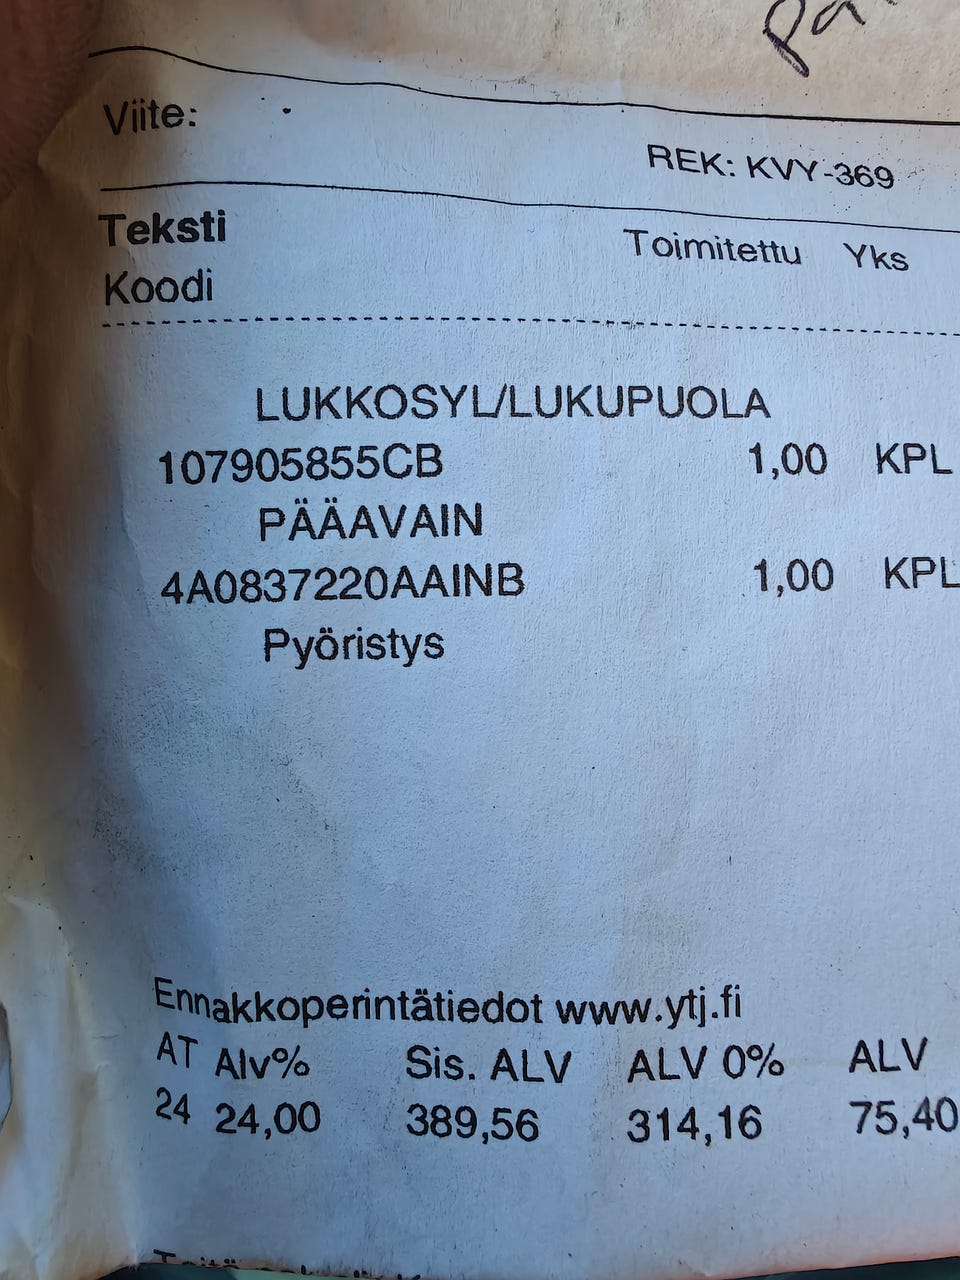 Viite:
REK: KVY-369
Teksti Toimitettu Yks
Koodi
LUKKOSYL/LUKUPUOLA
107905855CB 1,00 KPL
PÄÄAVAIN
4A0837220AAINB 1,00 KPL
Pyöristys
Ennakkoperintätiedot www.ytj.fi
AT Alv% Sis. ALV ALV 0% ALV
24 24,00 389,56 314,16 75,40